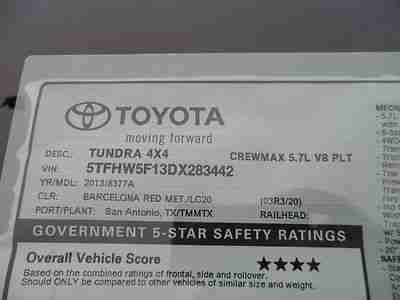 TOYOTA
moving forward
DESC. TUNDRA 4X4 CREWMAX 5.7L V8 PLT
VIN: 5TFHW5F13DX283442
YR/MDL: 2013/8377A
CLR: BARCELONA RED MET./LC20 (03R3/20)
PORT/PLANT: San Antonio, TX/TMMTX RAILHEAD:
GOVERNMENT 5-STAR SAFETY RATINGS
Overall Vehicle Score ★★★★
Based on the combined ratings of frontal, side and rollover.
Should ONLY be compared to other vehicles of similar size and weight.